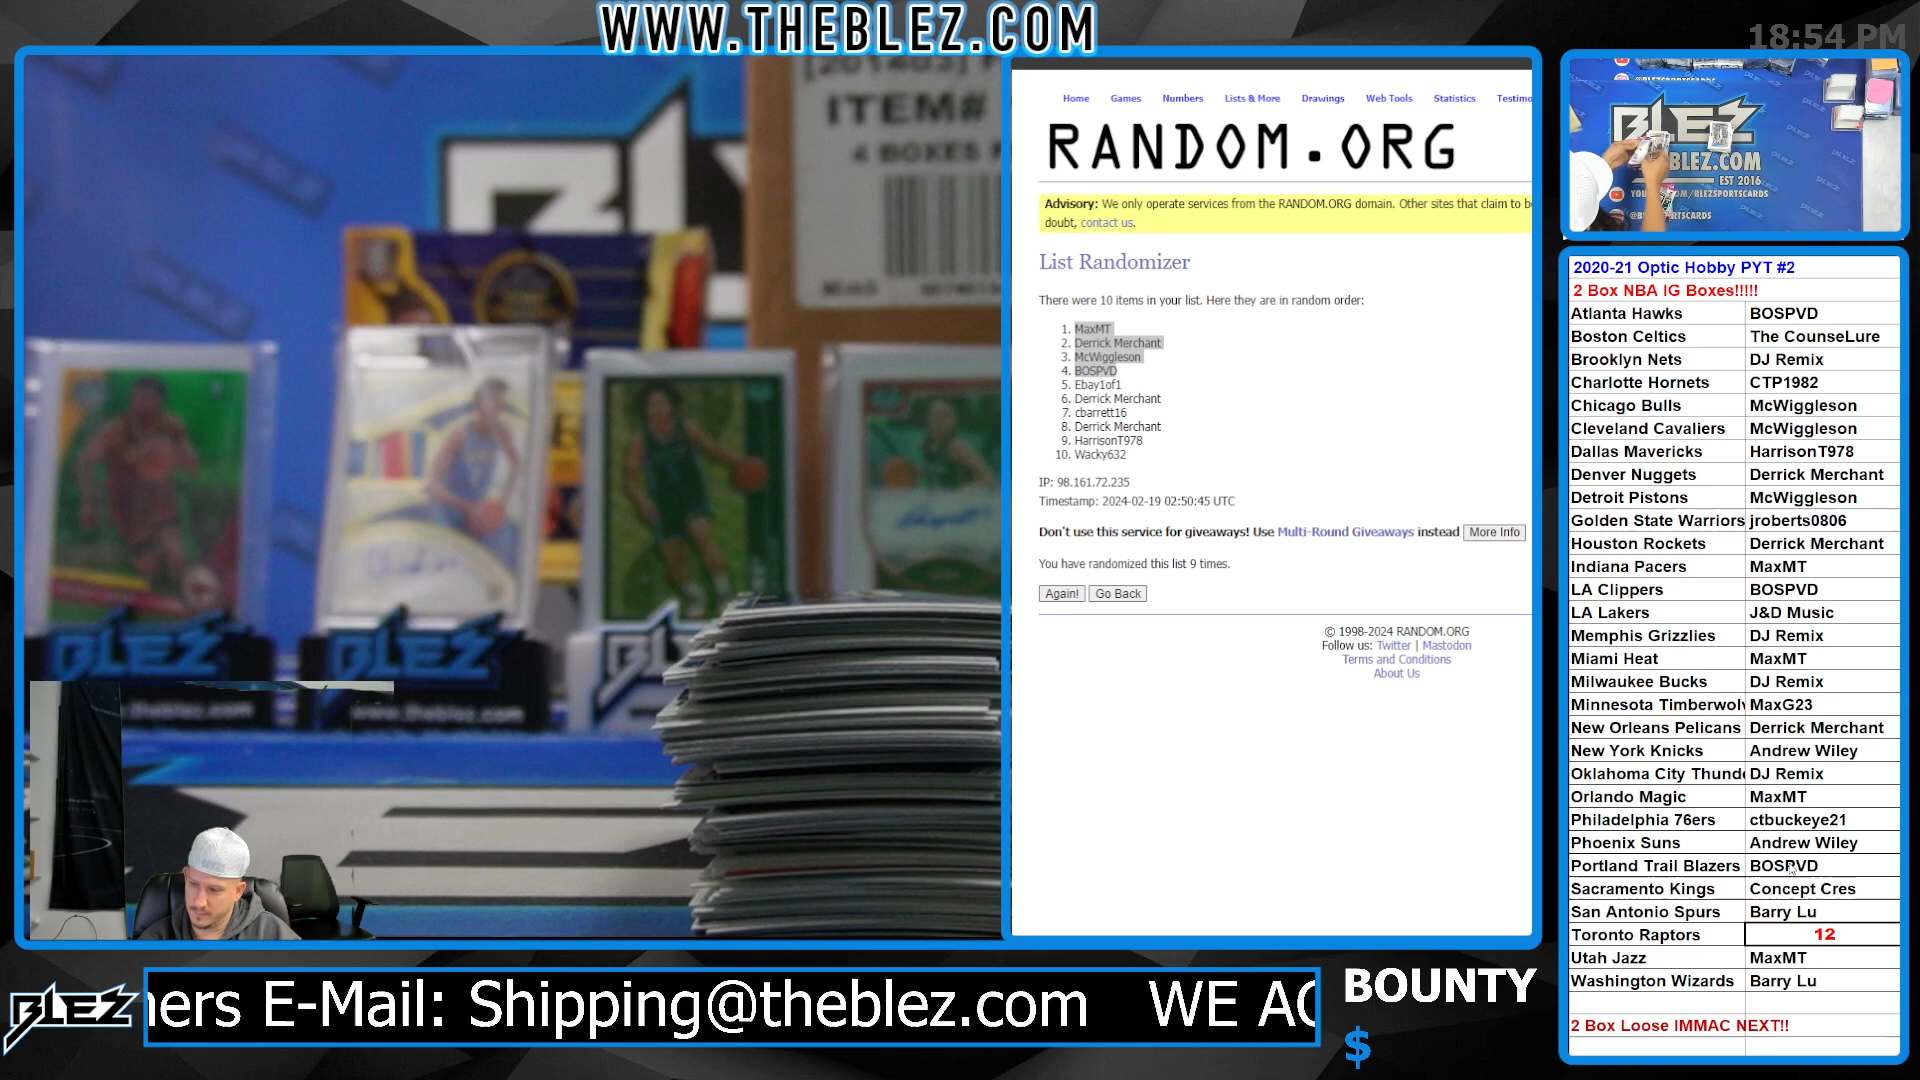 WWW.THEBLEZ.COM
18:54 PM
ITEM#
4 BOXES
Home Games Numbers Lists & More Drawings Web Tools Statistics Testimo
RANDOM.ORG
Advisory: We only operate services from the RANDOM.ORG domain. Other sites that claim to b
doubt, contact us.
List Randomizer
There were 10 items in your list. Here they are in random order:
1. MaxMT
2. Derrick Merchant
3. McWiggleson
4. BOSPVD
5. Ebay1of1
6. Derrick Merchant
7. cbarrett16
8. Derrick Merchant
9. HarrisonT978
10. Wacky632
IP: 98.161.72.235
Timestamp: 2024-02-19 02:50:45 UTC
Don't use this service for giveaways! Use Multi-Round Giveaways instead More Info
You have randomized this list 9 times.
Again! Go Back
© 1998-2024 RANDOM.ORG
Follow us: Twitter | Mastodon
Terms and Conditions
About Us
BLEZ
BLEZ.COM
EST 2016
2020-21 Optic Hobby PYT #2
2 Box NBA IG Boxes!!!!!
Atlanta Hawks BOSPVD
Boston Celtics The CounseLure
Brooklyn Nets DJ Remix
Charlotte Hornets CTP1982
Chicago Bulls McWiggleson
Cleveland Cavaliers McWiggleson
Dallas Mavericks HarrisonT978
Denver Nuggets Derrick Merchant
Detroit Pistons McWiggleson
Golden State Warriors jroberts0806
Houston Rockets Derrick Merchant
Indiana Pacers MaxMT
LA Clippers BOSPVD
LA Lakers J&D Music
Memphis Grizzlies DJ Remix
Miami Heat MaxMT
Milwaukee Bucks DJ Remix
Minnesota Timberwolv MaxG23
New Orleans Pelicans Derrick Merchant
New York Knicks Andrew Wiley
Oklahoma City Thunde DJ Remix
Orlando Magic MaxMT
Philadelphia 76ers ctbuckeye21
Phoenix Suns Andrew Wiley
Portland Trail Blazers BOSPVD
Sacramento Kings Concept Cres
San Antonio Spurs Barry Lu
Toronto Raptors 12
Utah Jazz MaxMT
Washington Wizards Barry Lu
2 Box Loose IMMAC NEXT!!
BLEZ
BLEZ
www.theblez.com
BLEZ
ners E-Mail: Shipping@theblez.com WE AC
BOUNTY
$